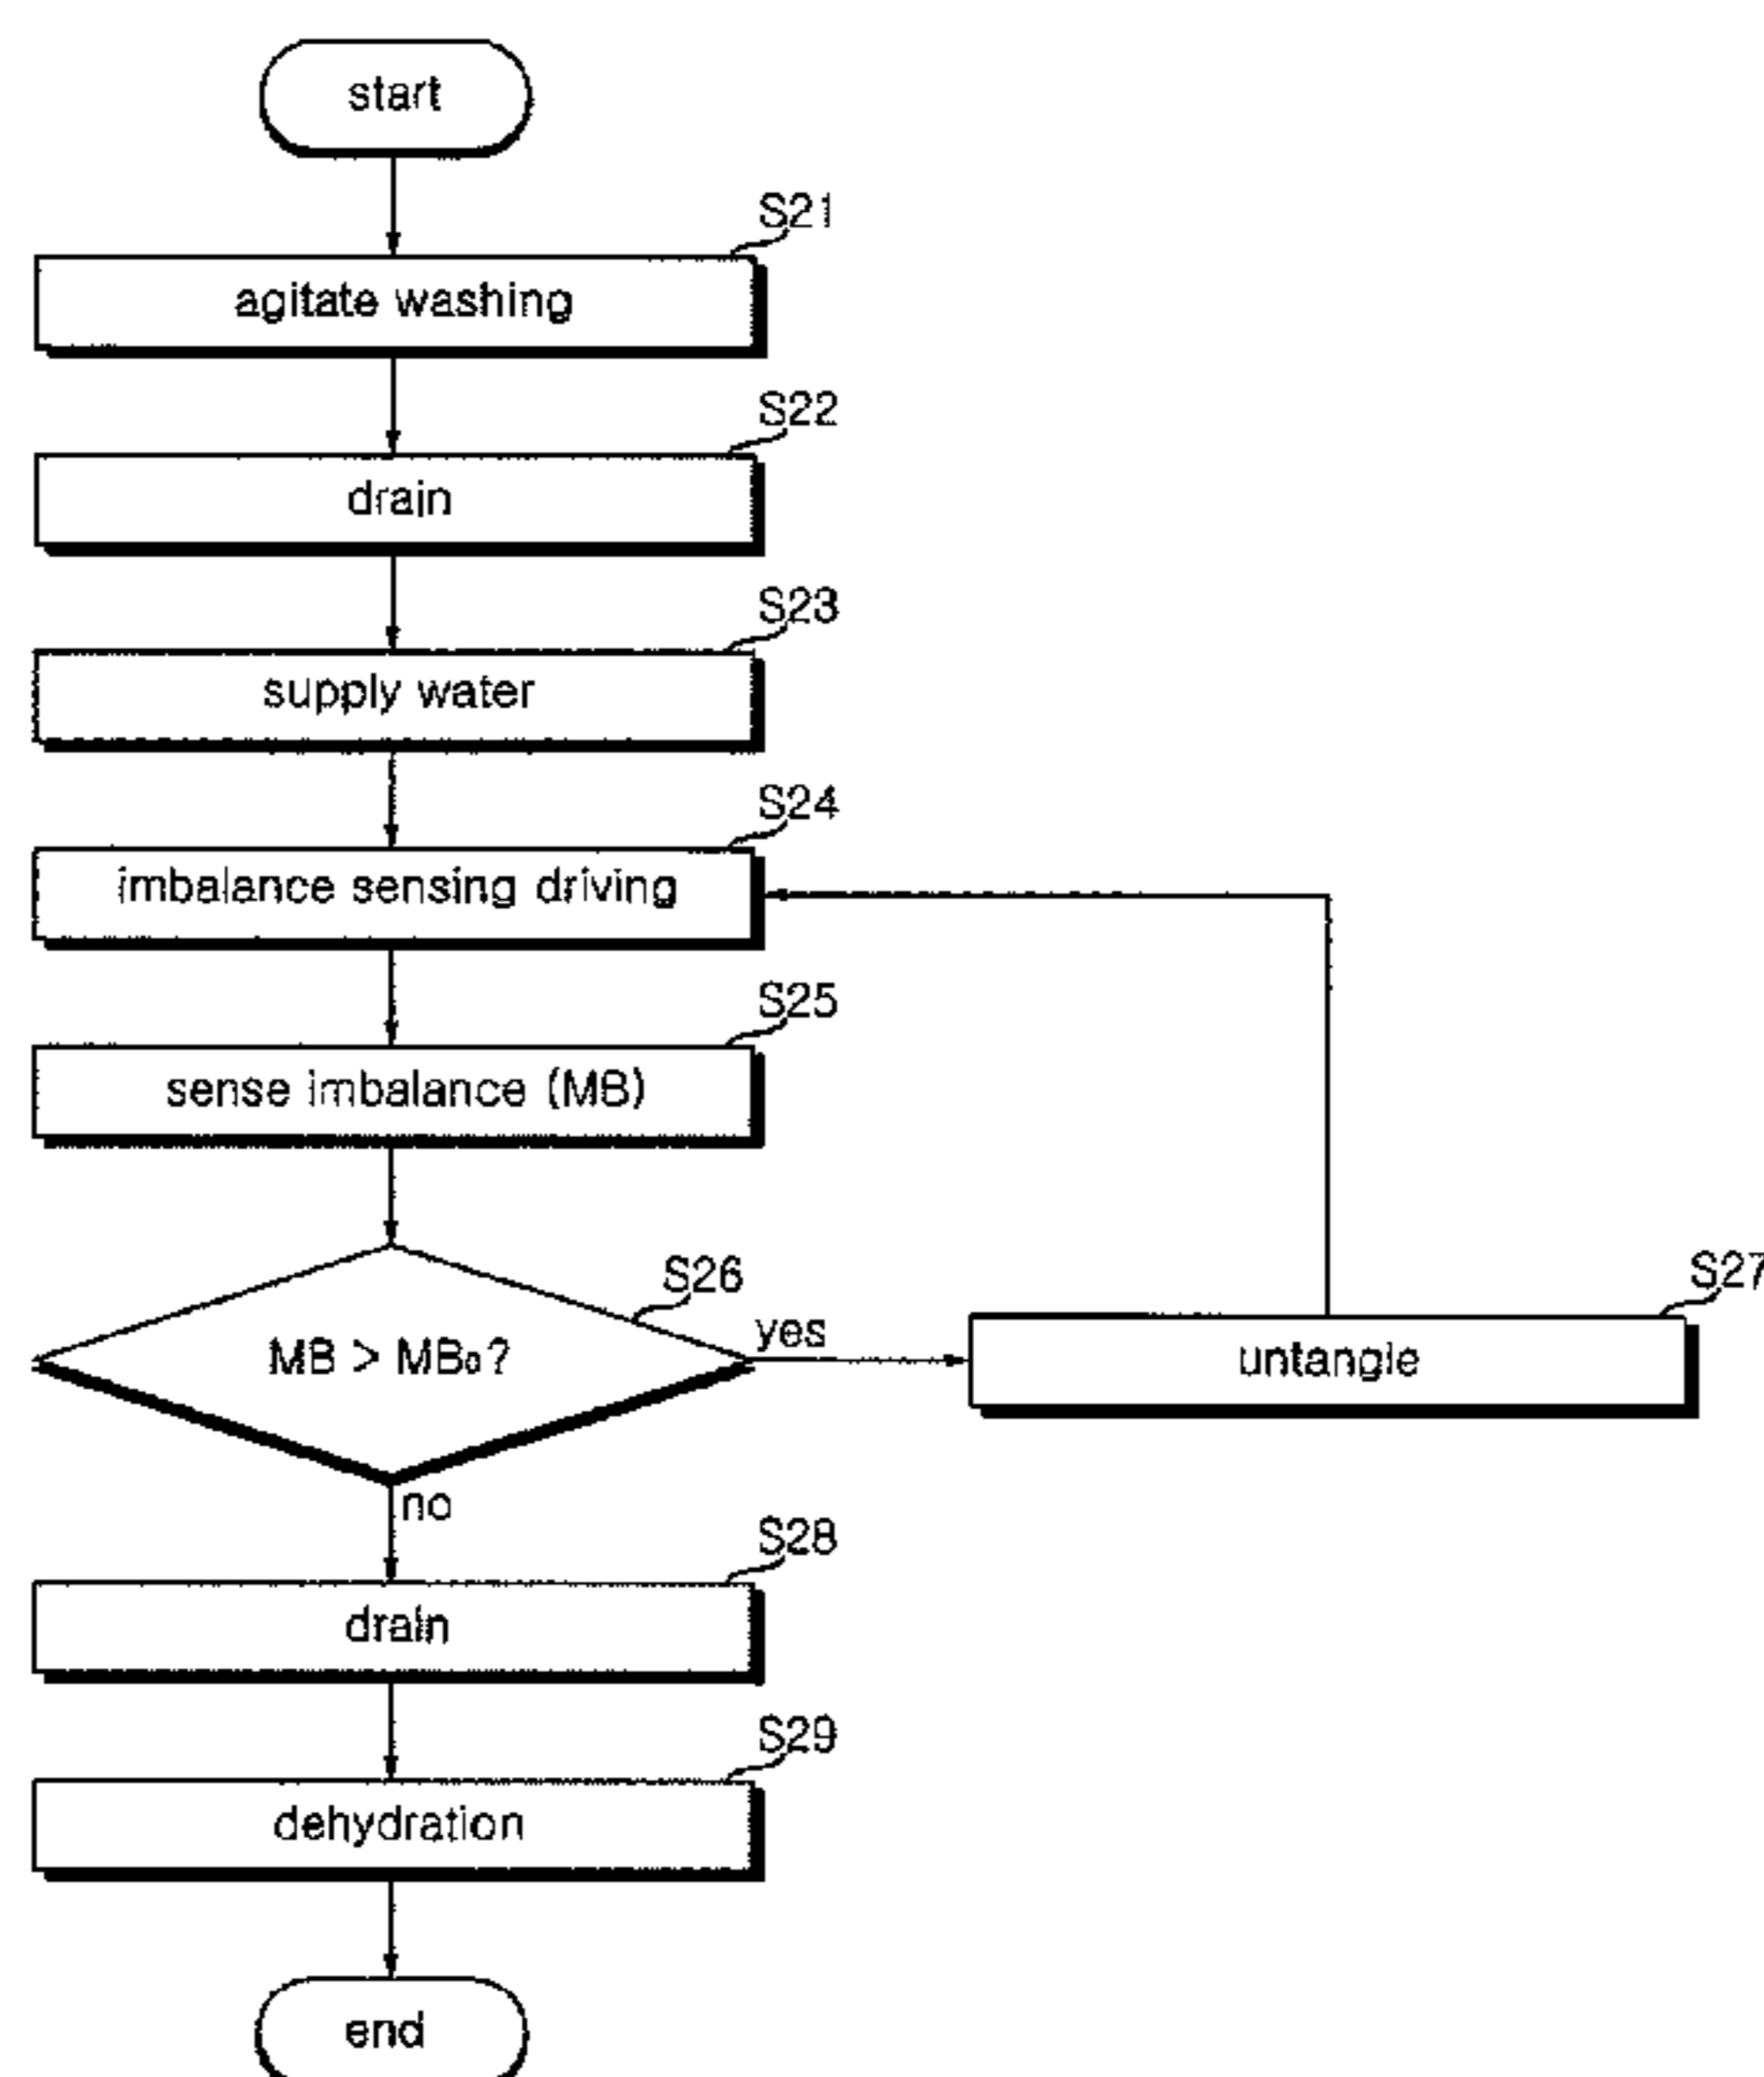 start
S21
agitate washing
S22
drain
S23
supply water
S24
imbalance sensing driving
S25
sense imbalance (MB)
S26
MB > MB₀?
yes
S27
untangle
no
S28
drain
S29
dehydration
end